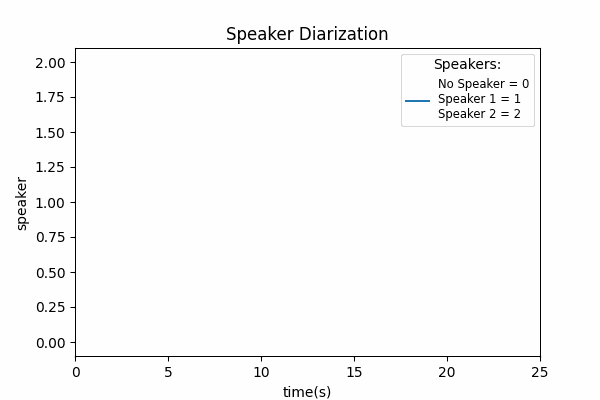 Speaker Diarization
Speakers:
No Speaker = 0
Speaker 1 = 1
Speaker 2 = 2
2.00
1.75
1.50
1.25
1.00
0.75
0.50
0.25
0.00
speaker
0 5 10 15 20 25
time(s)